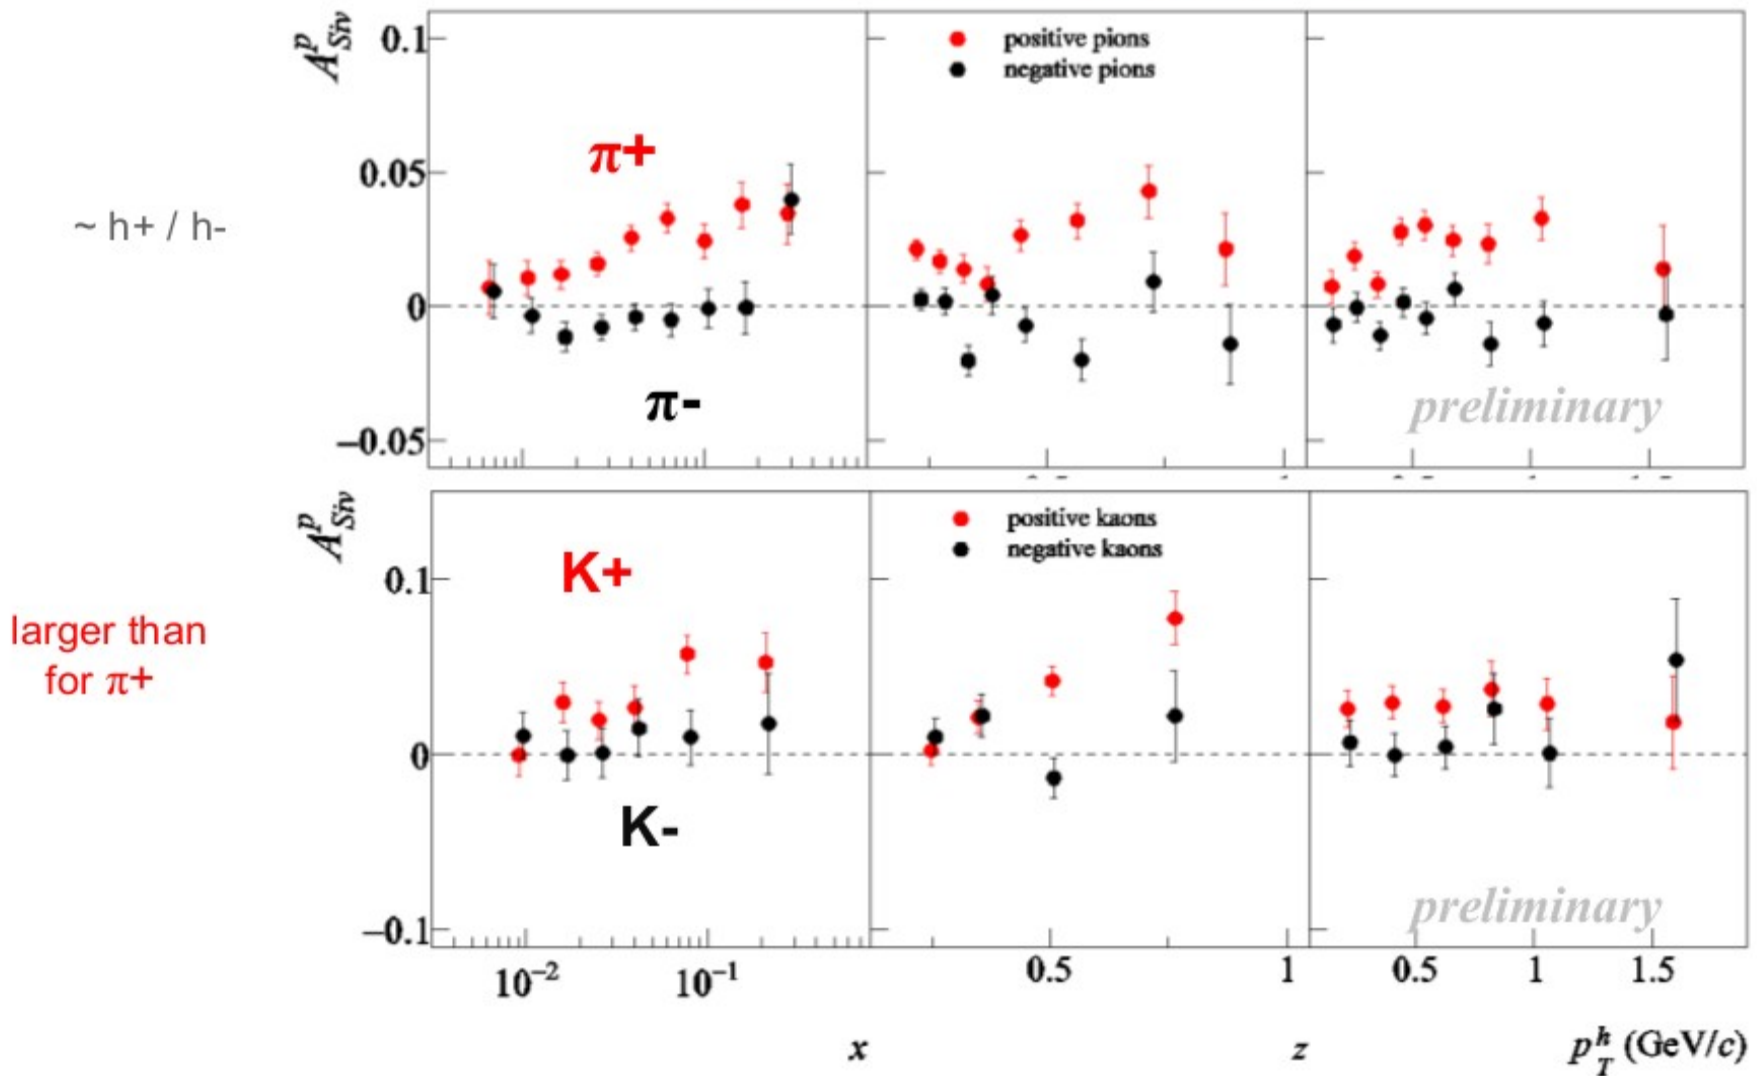 A^p_Siv
0.1
0.05
0
−0.05
positive pions
negative pions
π+
π-
~ h+ / h-
preliminary
A^p_Siv
0.1
0
−0.1
positive kaons
negative kaons
K+
K-
larger than
for π+
preliminary
10⁻² 10⁻¹ 0.5 1 0.5 1 1.5
x z p_T^h (GeV/c)